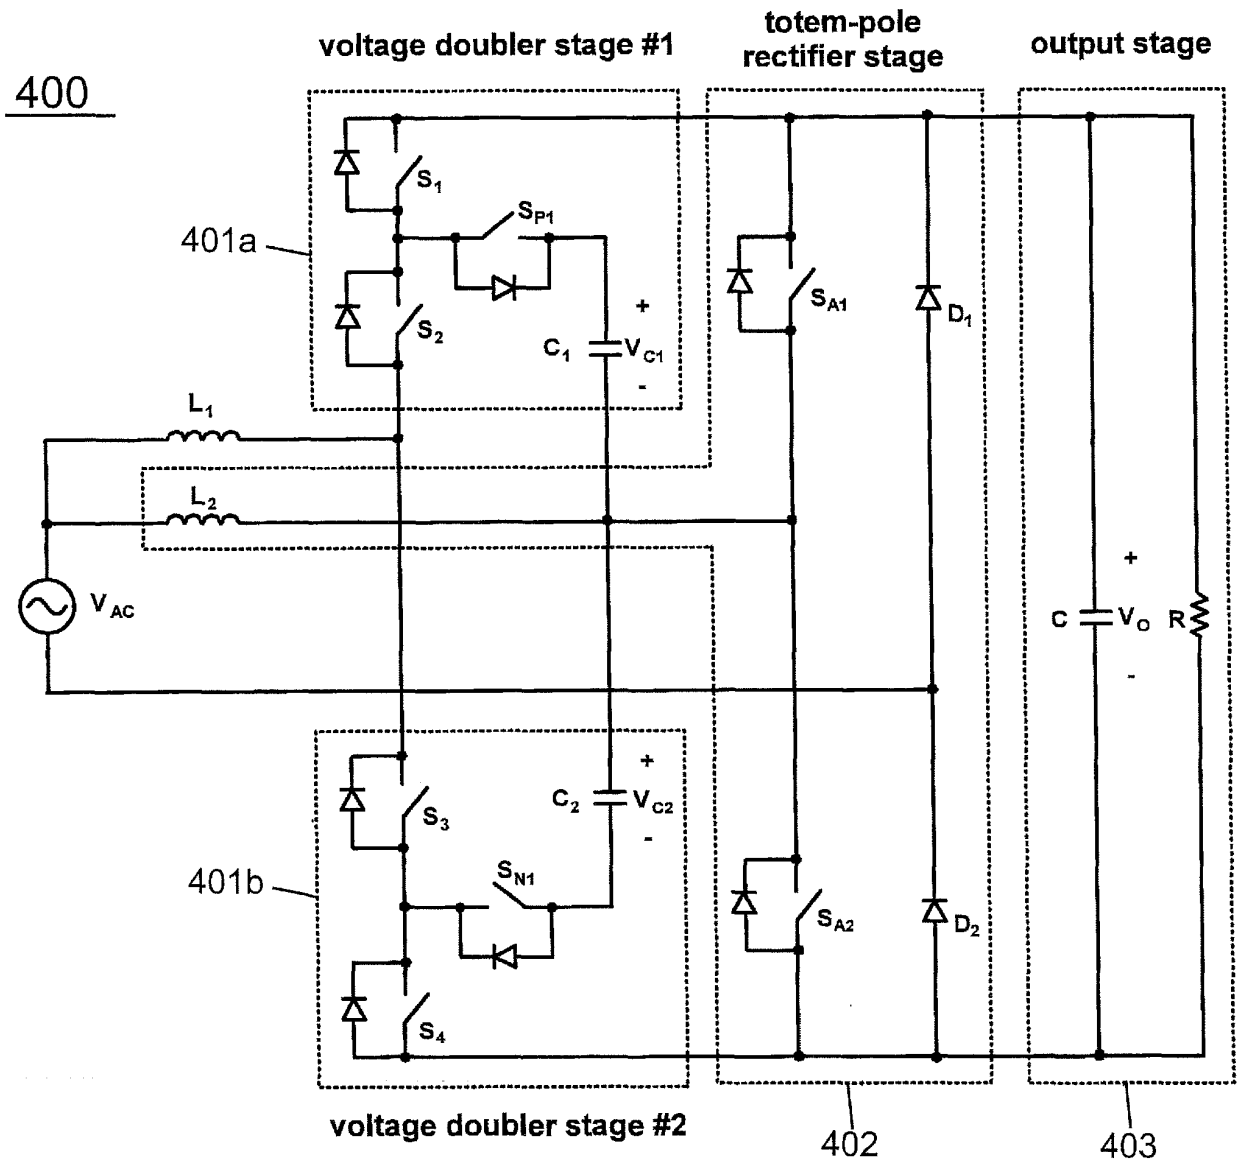 totem-pole
rectifier stage
voltage doubler stage #1
output stage
400
S1
SP1
401a
S2
+
C1
VC1
-
SA1
D1
L1
L2
VAC
+
C
VO
R
-
S3
+
C2
VC2
-
401b
SN1
SA2
D2
S4
voltage doubler stage #2
402
403